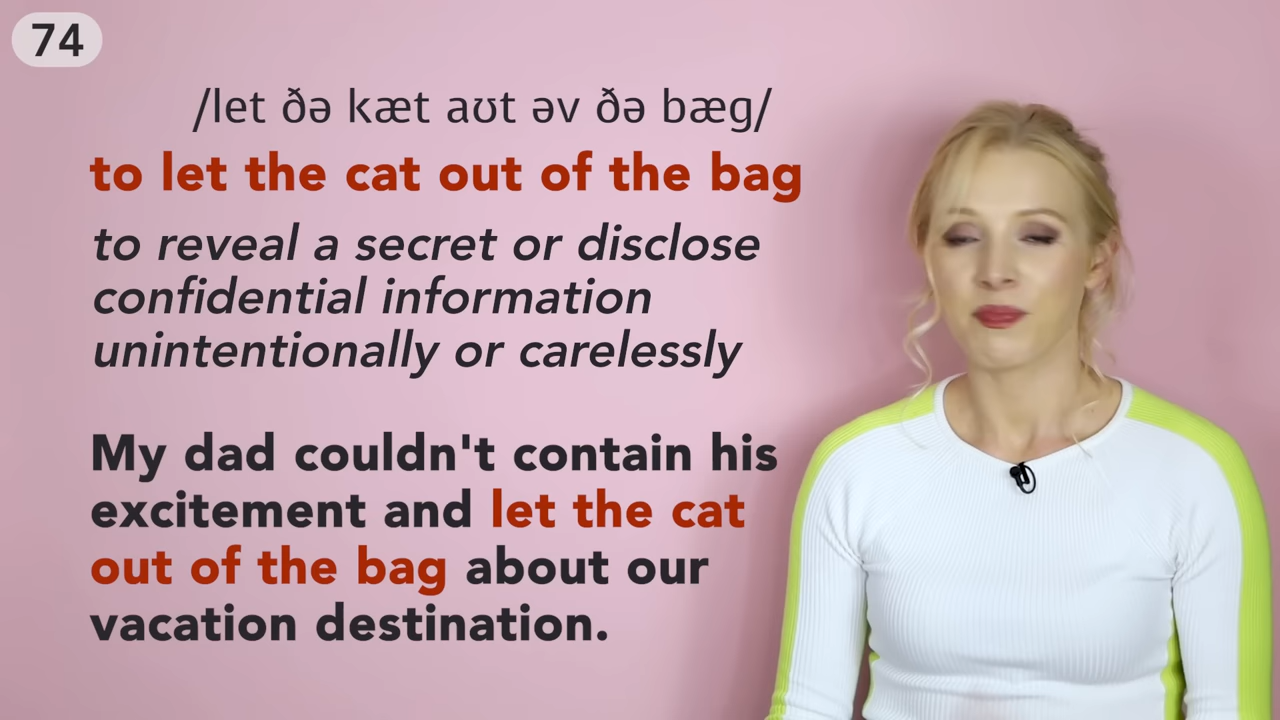 74
/let ðə kæt aʊt əv ðə bæg/
to let the cat out of the bag
to reveal a secret or disclose
confidential information
unintentionally or carelessly
My dad couldn't contain his
excitement and let the cat
out of the bag about our
vacation destination.